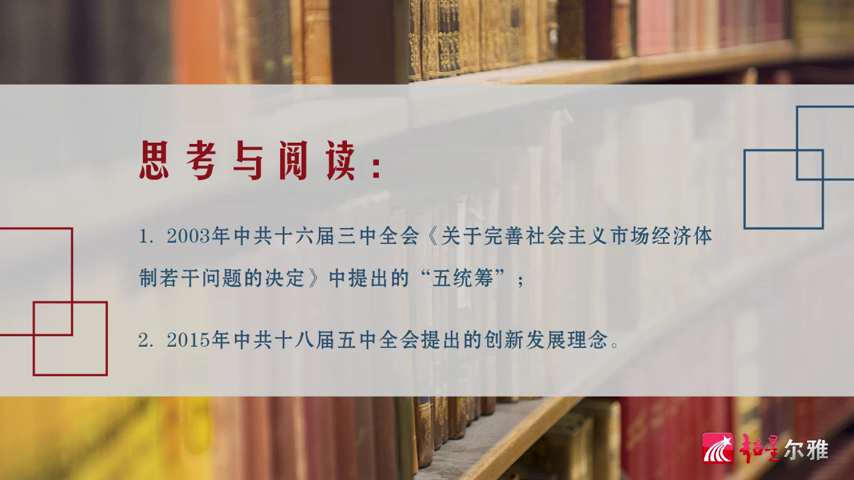 思考与阅读：
1. 2003年中共十六届三中全会《关于完善社会主义市场经济体
制若干问题的决定》中提出的“五统筹”；
2. 2015年中共十八届五中全会提出的创新发展理念。
超星尔雅